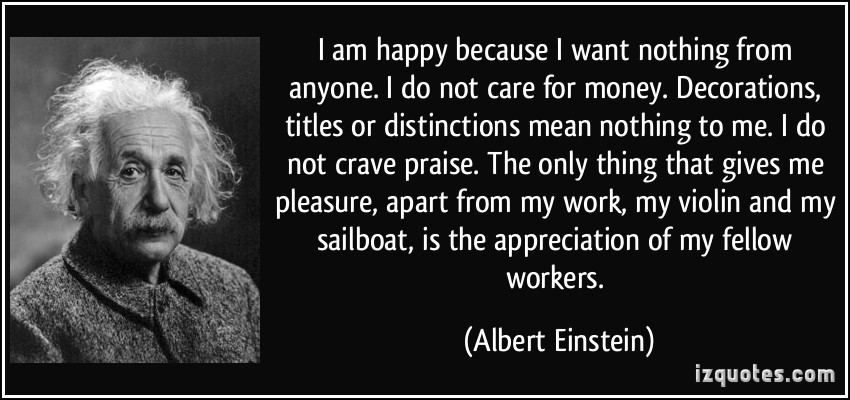 I am happy because I want nothing from
anyone. I do not care for money. Decorations,
titles or distinctions mean nothing to me. I do
not crave praise. The only thing that gives me
pleasure, apart from my work, my violin and my
sailboat, is the appreciation of my fellow
workers.
(Albert Einstein)
izquotes.com